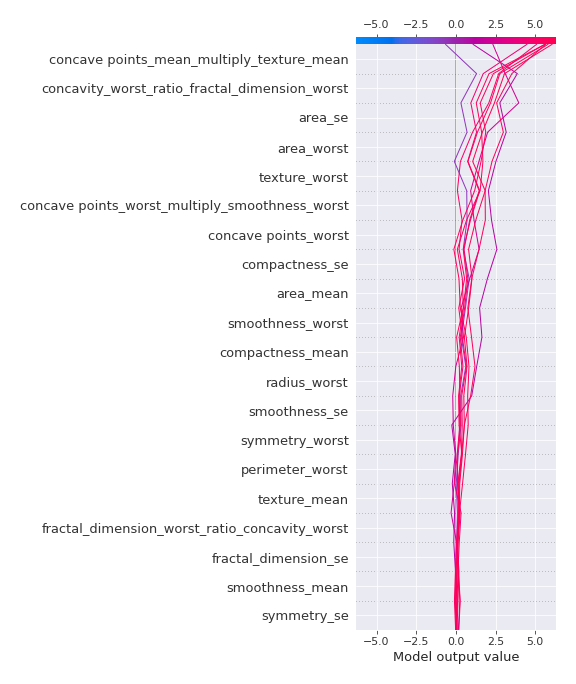 −5.0 −2.5 0.0 2.5 5.0
concave points_mean_multiply_texture_mean
concavity_worst_ratio_fractal_dimension_worst
area_se
area_worst
texture_worst
concave points_worst_multiply_smoothness_worst
concave points_worst
compactness_se
area_mean
smoothness_worst
compactness_mean
radius_worst
smoothness_se
symmetry_worst
perimeter_worst
texture_mean
fractal_dimension_worst_ratio_concavity_worst
fractal_dimension_se
smoothness_mean
symmetry_se
−5.0 −2.5 0.0 2.5 5.0
Model output value